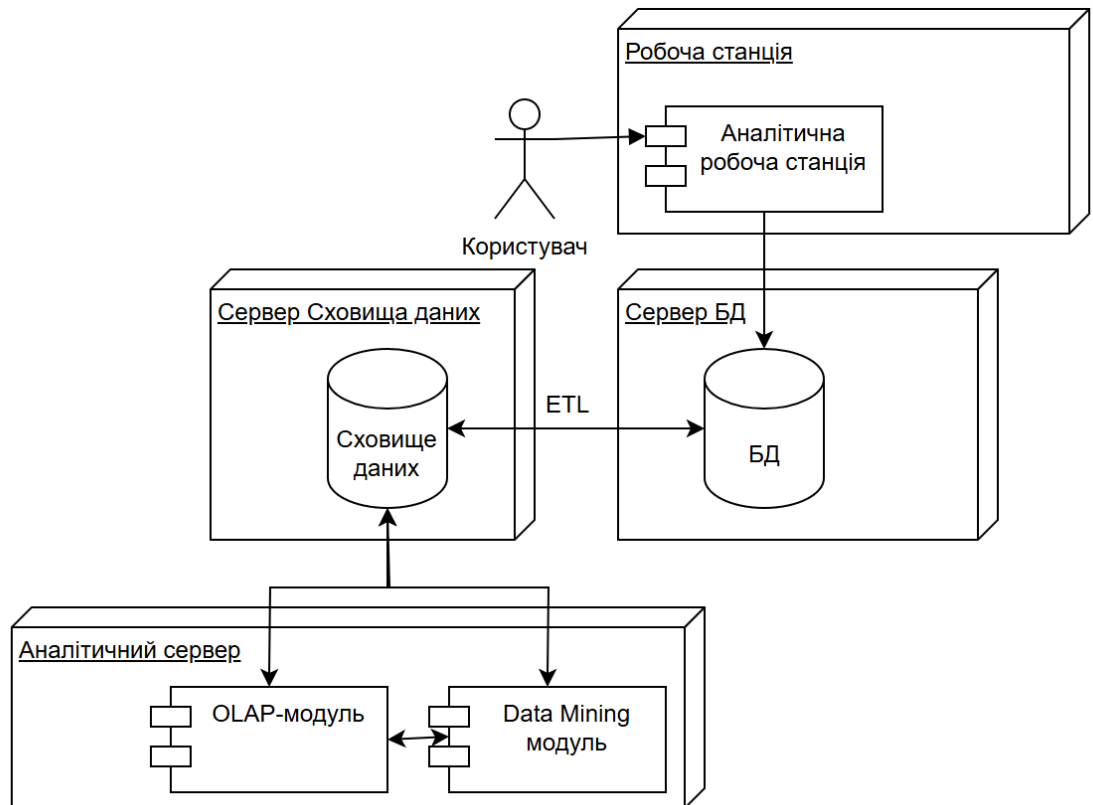 Робоча станція
Аналітична
робоча станція
Користувач
Сервер Сховища даних
Сервер БД
ETL
Сховище
даних
БД
Аналітичний сервер
OLAP-модуль
Data Mining
модуль